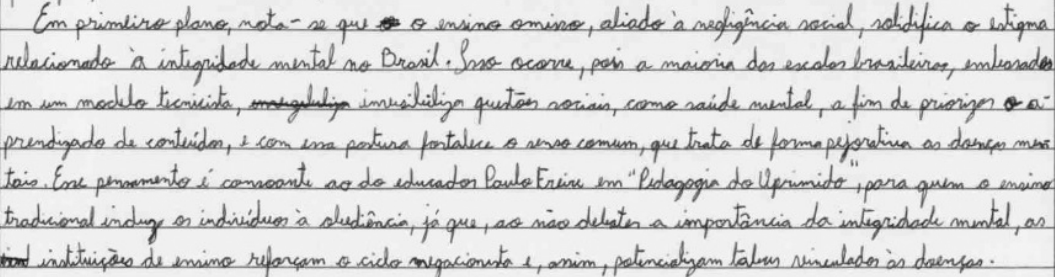 Em primeiro plano, nota-se que o ensino omisso, aliado à negligência social, solidifica o estigma
relacionado à integridade mental no Brasil. Isso ocorre, pois a maioria das escolas brasileiras, embasadas
em um modelo tecnicista, invisibiliza questões sociais, como saúde mental, a fim de priorizar o a-
prendizado de conteúdos, e com essa postura fortalece o senso comum, que trata de forma pejorativa as doenças men
tais. Esse pensamento é consoante ao do educador Paulo Freire em "Pedagogia do Oprimido", para quem o ensino
tradicional induz os indivíduos à obediência, já que, ao não debater a importância da integridade mental, as
instituições de ensino reforçam o ciclo negacionista e, assim, potencializam tabus vinculados às doenças.